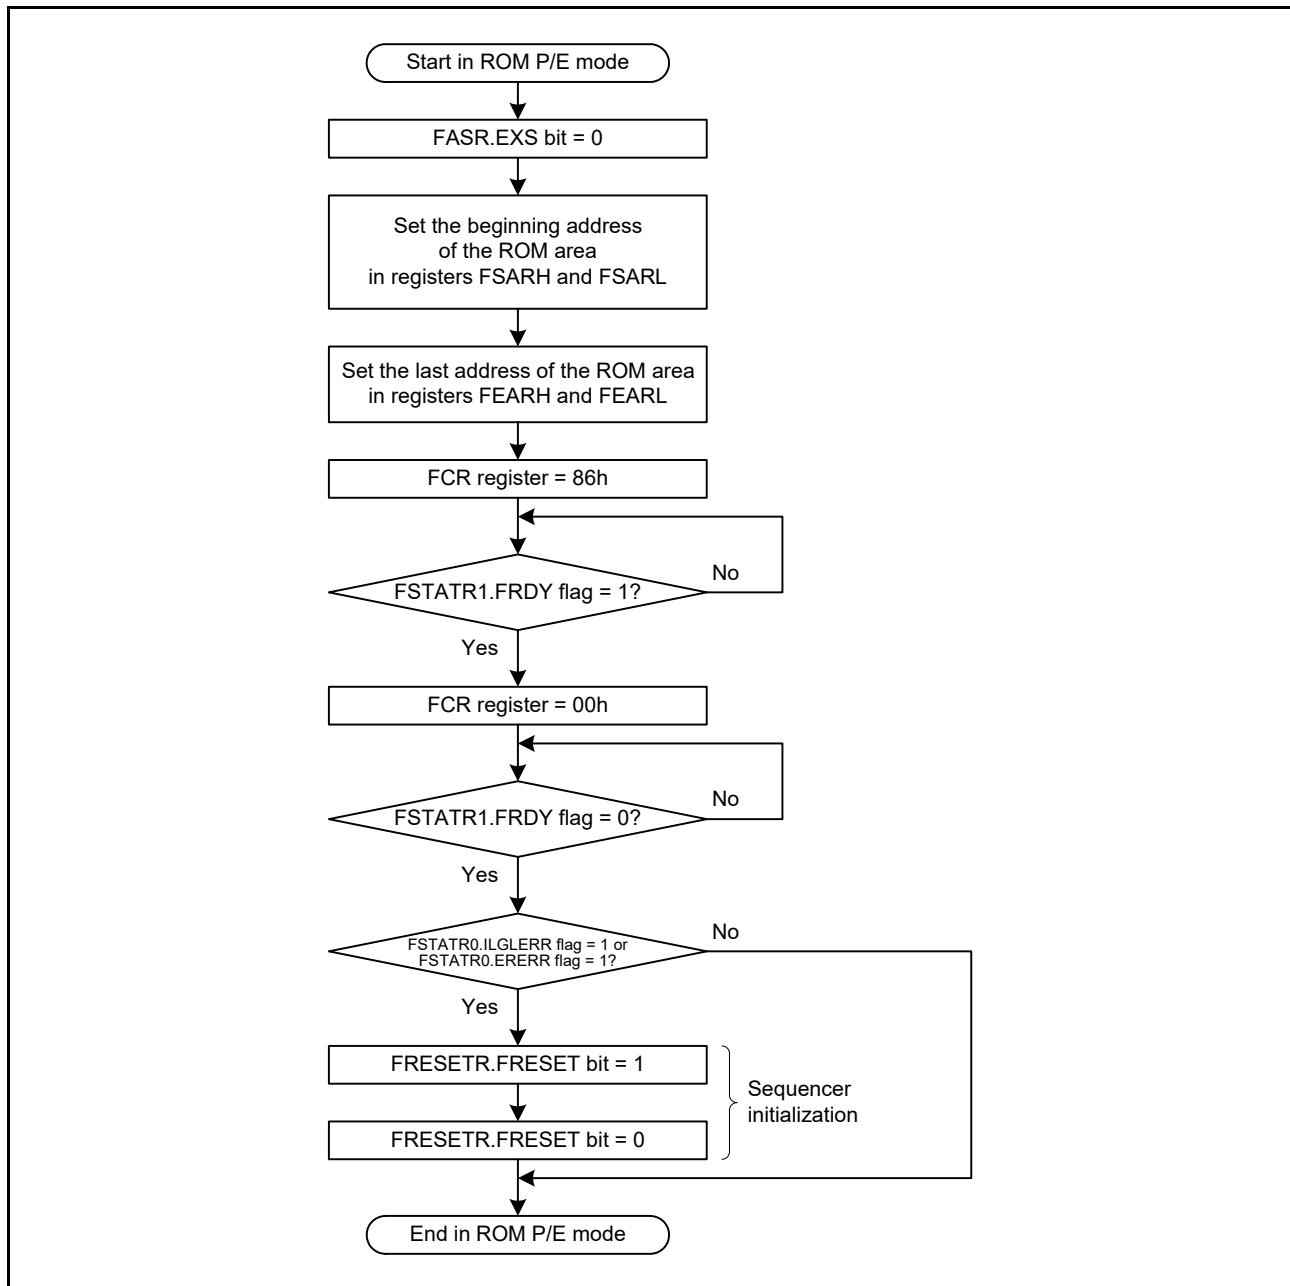 Start in ROM P/E mode
FASR.EXS bit = 0
Set the beginning address
of the ROM area
in registers FSARH and FSARL
Set the last address of the ROM area
in registers FEARH and FEARL
FCR register = 86h
FSTATR1.FRDY flag = 1?
No
Yes
FCR register = 00h
FSTATR1.FRDY flag = 0?
No
Yes
FSTATR0.ILGLERR flag = 1 or
FSTATR0.ERERR flag = 1?
No
Yes
FRESETR.FRESET bit = 1
FRESETR.FRESET bit = 0
Sequencer
initialization
End in ROM P/E mode